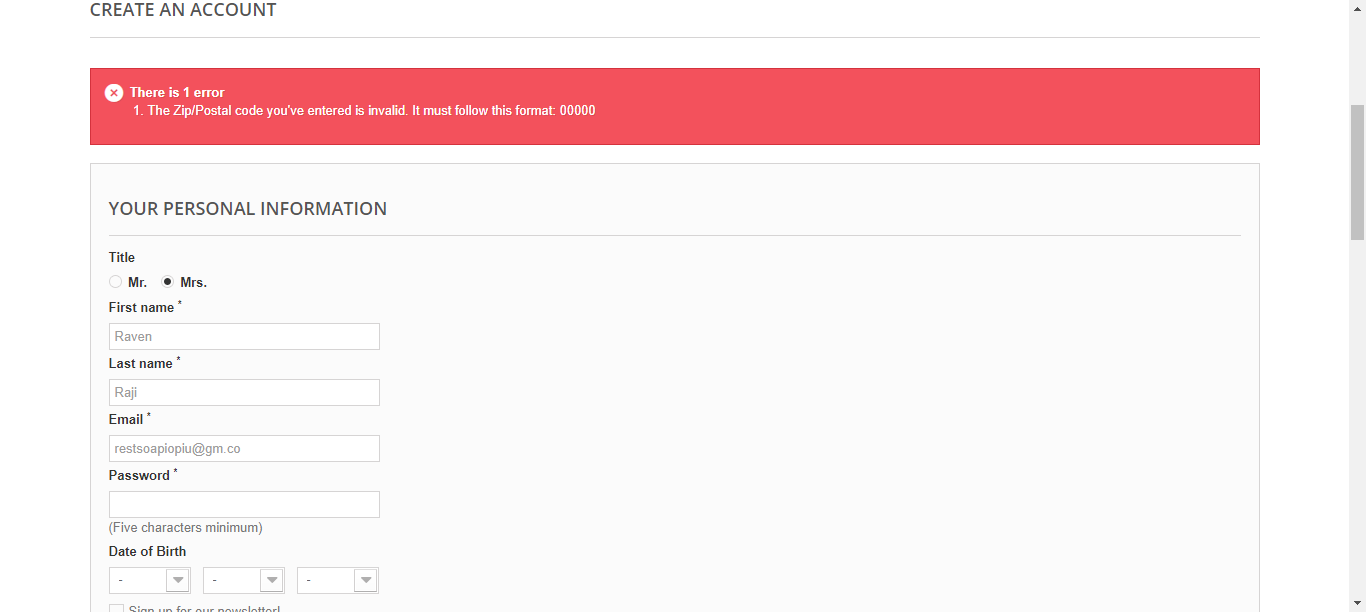 CREATE AN ACCOUNT
There is 1 error
1. The Zip/Postal code you've entered is invalid. It must follow this format: 00000
YOUR PERSONAL INFORMATION
Title
Mr. Mrs.
First name *
Raven
Last name *
Raji
Email *
restsoapiopiu@gm.co
Password *
(Five characters minimum)
Date of Birth
- - -
Sign up for our newsletter!